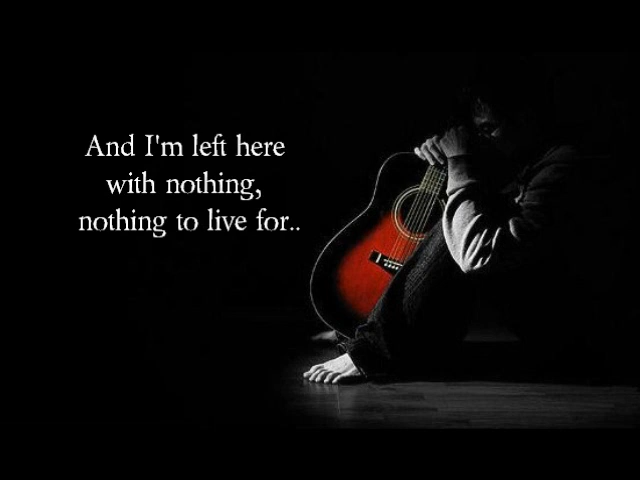 And I'm left here
with nothing,
nothing to live for..